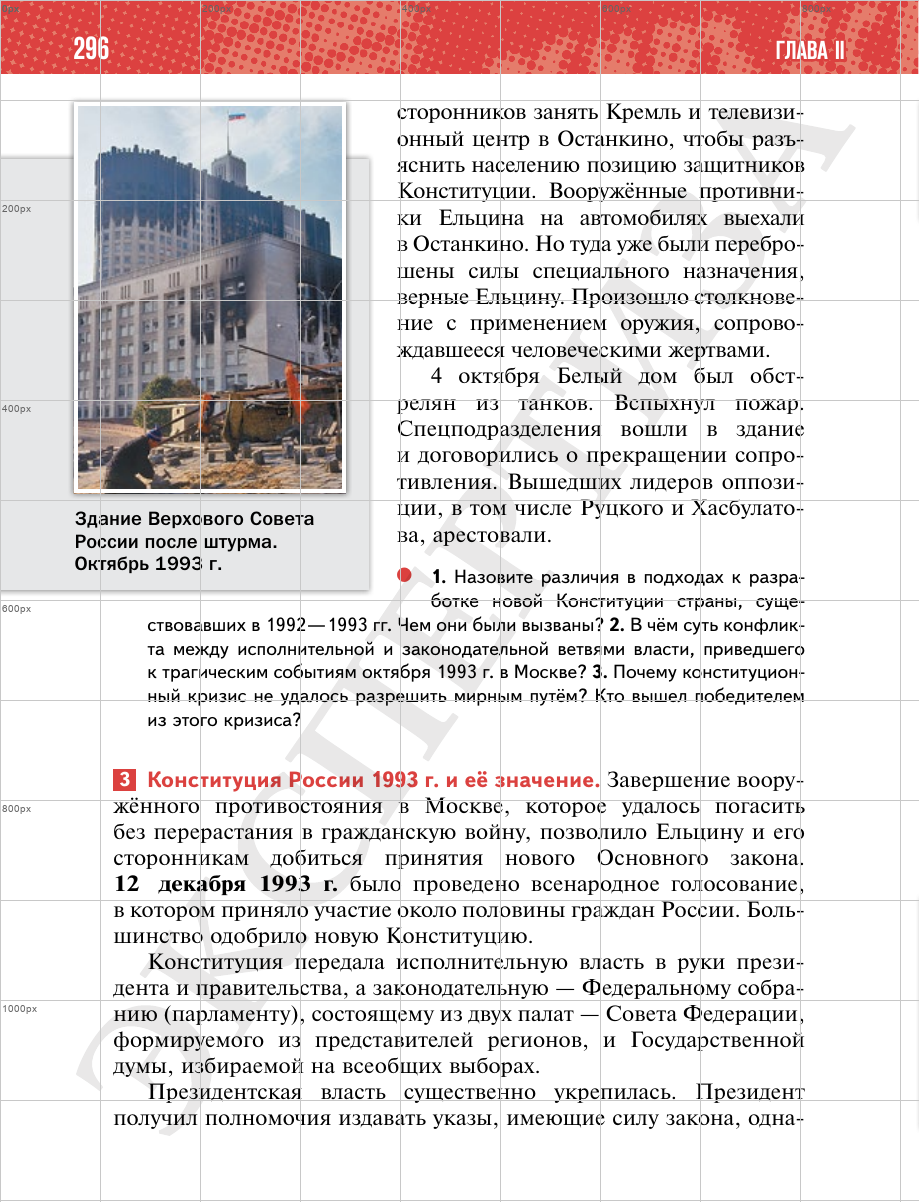 296
ГЛАВА II
сторонников занять Кремль и телевизи-
онный центр в Останкино, чтобы разъ-
яснить населению позицию защитников
Конституции. Вооружённые противни-
ки Ельцина на автомобилях выехали
в Останкино. Но туда уже были перебро-
шены силы специального назначения,
верные Ельцину. Произошло столкнове-
ние с применением оружия, сопрово-
ждавшееся человеческими жертвами.
4 октября Белый дом был обст-
релян из танков. Вспыхнул пожар.
Спецподразделения вошли в здание
и договорились о прекращении сопро-
тивления. Вышедших лидеров оппози-
ции, в том числе Руцкого и Хасбулато-
ва, арестовали.
Здание Верховного Совета
России после штурма.
Октябрь 1993 г.
1. Назовите различия в подходах к разра-
ботке новой Конституции страны, суще-
ствовавших в 1992—1993 гг. Чем они были вызваны? 2. В чём суть конфлик-
та между исполнительной и законодательной ветвями власти, приведшего
к трагическим событиям октября 1993 г. в Москве? 3. Почему конституцион-
ный кризис не удалось разрешить мирным путём? Кто вышел победителем
из этого кризиса?
3 Конституция России 1993 г. и её значение. Завершение воору-
жённого противостояния в Москве, которое удалось погасить
без перерастания в гражданскую войну, позволило Ельцину и его
сторонникам добиться принятия нового Основного закона.
12 декабря 1993 г. было проведено всенародное голосование,
в котором приняло участие около половины граждан России. Боль-
шинство одобрило новую Конституцию.
Конституция передала исполнительную власть в руки прези-
дента и правительства, а законодательную — Федеральному собра-
нию (парламенту), состоящему из двух палат — Совета Федерации,
формируемого из представителей регионов, и Государственной
думы, избираемой на всеобщих выборах.
Президентская власть существенно укрепилась. Президент
получил полномочия издавать указы, имеющие силу закона, одна-
ЭКСПЕРТИЗА
200px
400px
600px
800px
1000px